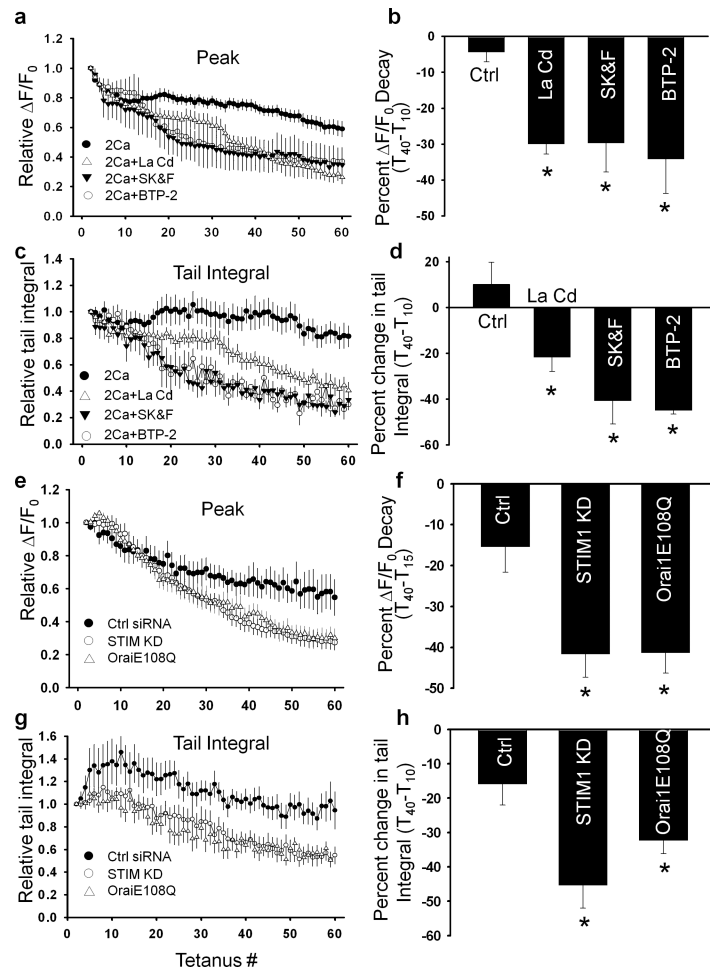 a
Peak
Relative ΔF/F0
1.2
1.0
0.8
0.6
0.4
0.2
0.0
2Ca
2Ca+La Cd
2Ca+SK&F
2Ca+BTP-2
0 10 20 30 40 50 60
b
Percent ΔF/F0 Decay
(T40-T10)
0
-10
-20
-30
-40
-50
Ctrl
La Cd
SK&F
BTP-2
* * *
c
Tail Integral
Relative tail integral
1.4
1.2
1.0
0.8
0.6
0.4
0.2
0.0
2Ca
2Ca+La Cd
2Ca+SK&F
2Ca+BTP-2
0 10 20 30 40 50 60
d
Percent change in tail
Integral (T40-T10)
20
0
-20
-40
-60
Ctrl
La Cd
SK&F
BTP-2
* * *
e
Peak
Relative ΔF/F0
1.2
1.0
0.8
0.6
0.4
0.2
0.0
Ctrl siRNA
STIM KD
OraiE108Q
0 10 20 30 40 50 60
f
Percent ΔF/F0 Decay
(T40-T15)
0
-10
-20
-30
-40
-50
Ctrl
STIM1 KD
Orai1E108Q
* *
g
Tail Integral
Relative tail integral
1.6
1.4
1.2
1.0
0.8
0.6
0.4
0.2
0.0
Ctrl siRNA
STIM KD
OraiE108Q
0 10 20 30 40 50 60
Tetanus #
h
Percent change in tail
Integral (T40-T10)
0
-10
-20
-30
-40
-50
-60
Ctrl
STIM1 KD
Orai1E108Q
* *